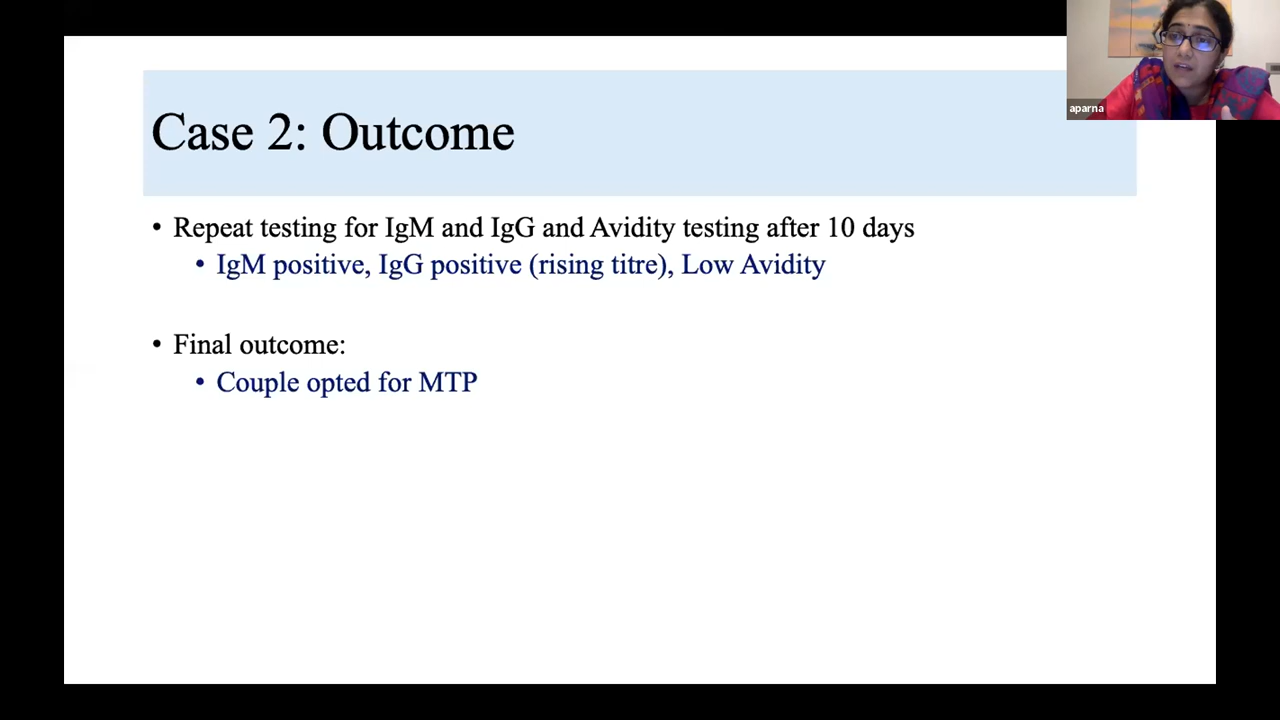 aparna
Case 2: Outcome
• Repeat testing for IgM and IgG and Avidity testing after 10 days
• IgM positive, IgG positive (rising titre), Low Avidity
• Final outcome:
• Couple opted for MTP